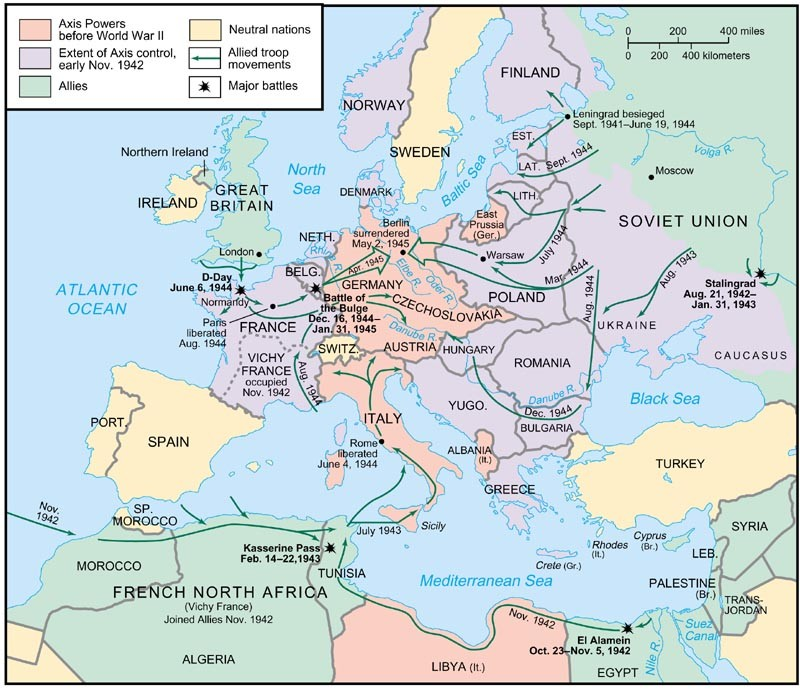 Axis Powers
before World War II
Extent of Axis control,
early Nov. 1942
Allies
Neutral nations
Allied troop
movements
Major battles
0 200 400 miles
0 200 400 kilometers
FINLAND
NORWAY
SWEDEN
Leningrad besieged
Sept. 1941–June 19, 1944
EST.
LAT.
Sept. 1944
Volga R.
Moscow
Northern Ireland
North
Sea
Baltic Sea
IRELAND
GREAT
BRITAIN
DENMARK
LITH.
East
Prussia
(Ger.)
SOVIET UNION
London
NETH.
Berlin
surrendered
May 2, 1945
Warsaw
July 1944
Rh. R.
Apr. 1945
Elbe R.
Oder R.
Mar. 1944
Aug. 1943
BELG.
D-Day
June 6, 1944
Normandy
GERMANY
POLAND
Aug. 1944
Stalingrad
Aug. 21, 1942–
Jan. 31, 1943
ATLANTIC
OCEAN
Battle of
the Bulge
Dec. 16, 1944–
Jan. 31, 1945
CZECHOSLOVAKIA
UKRAINE
Paris
liberated
Aug. 1944
FRANCE
Danube R.
CAUCASUS
VICHY
FRANCE
occupied
Nov. 1942
SWITZ.
AUSTRIA
HUNGARY
ROMANIA
Aug. 1944
Danube R.
Black Sea
Dec. 1944
YUGO.
BULGARIA
ITALY
PORT.
SPAIN
Rome
liberated
June 4, 1944
ALBANIA
(It.)
TURKEY
GREECE
Nov.
1942
SP.
MOROCCO
Sicily
July 1943
Rhodes
(It.)
Cyprus
(Br.)
SYRIA
LEB.
Crete (Gr.)
Kasserine Pass
Feb. 14–22,1943
MOROCCO
TUNISIA
Mediterranean Sea
PALESTINE
(Br.)
TRANS-
JORDAN
FRENCH NORTH AFRICA
(Vichy France)
Joined Allies Nov. 1942
Nov. 1942
Suez
Canal
El Alamein
Oct. 23–Nov. 5, 1942
Nile R.
ALGERIA
LIBYA (It.)
EGYPT